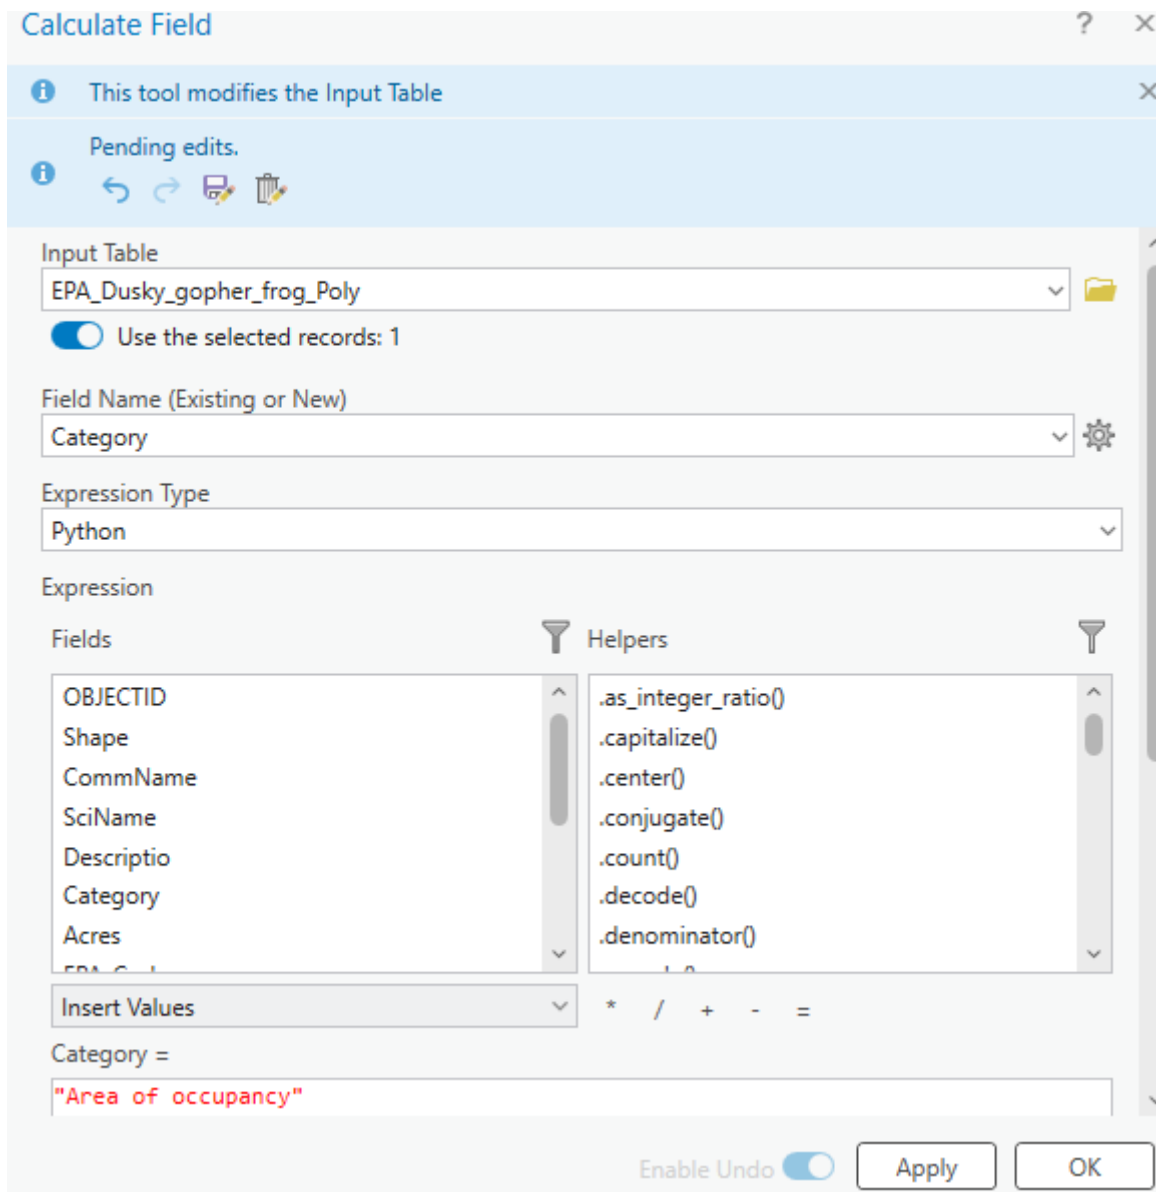 Calculate Field
?
This tool modifies the Input Table
Pending edits.
Input Table
EPA_Dusky_gopher_frog_Poly
Use the selected records: 1
Field Name (Existing or New)
Category
Expression Type
Python
Expression
Fields
Helpers
OBJECTID
.as_integer_ratio()
Shape
.capitalize()
CommName
.center()
SciName
.conjugate()
Descriptio
.count()
Category
.decode()
Acres
.denominator()
Insert Values
* / + - =
Category =
"Area of occupancy"
Enable Undo
Apply
OK